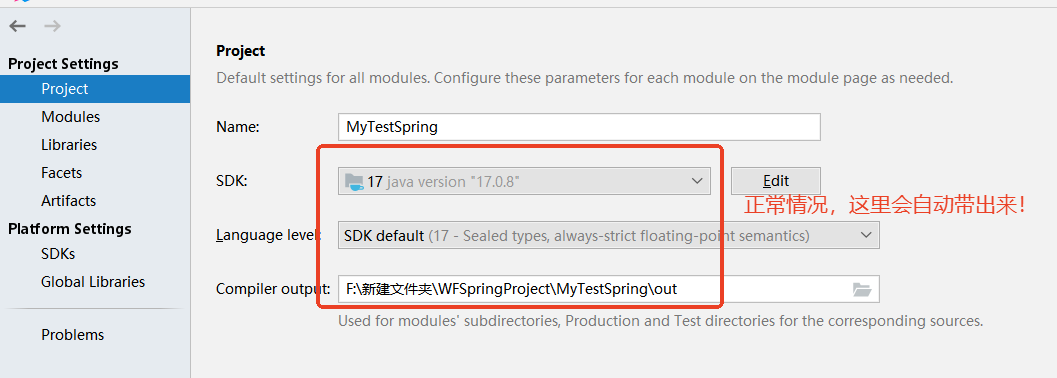 Project Settings
Project
Modules
Libraries
Facets
Artifacts
Platform Settings
SDKs
Global Libraries
Problems
Project
Default settings for all modules. Configure these parameters for each module on the module page as needed.
Name: MyTestSpring
SDK: 17 java version "17.0.8" Edit
正常情况，这里会自动带出来！
Language level: SDK default (17 - Sealed types, always-strict floating-point semantics)
Compiler output: F:\新建文件夹\WFSpringProject\MyTestSpring\out
Used for modules' subdirectories, Production and Test directories for the corresponding sources.